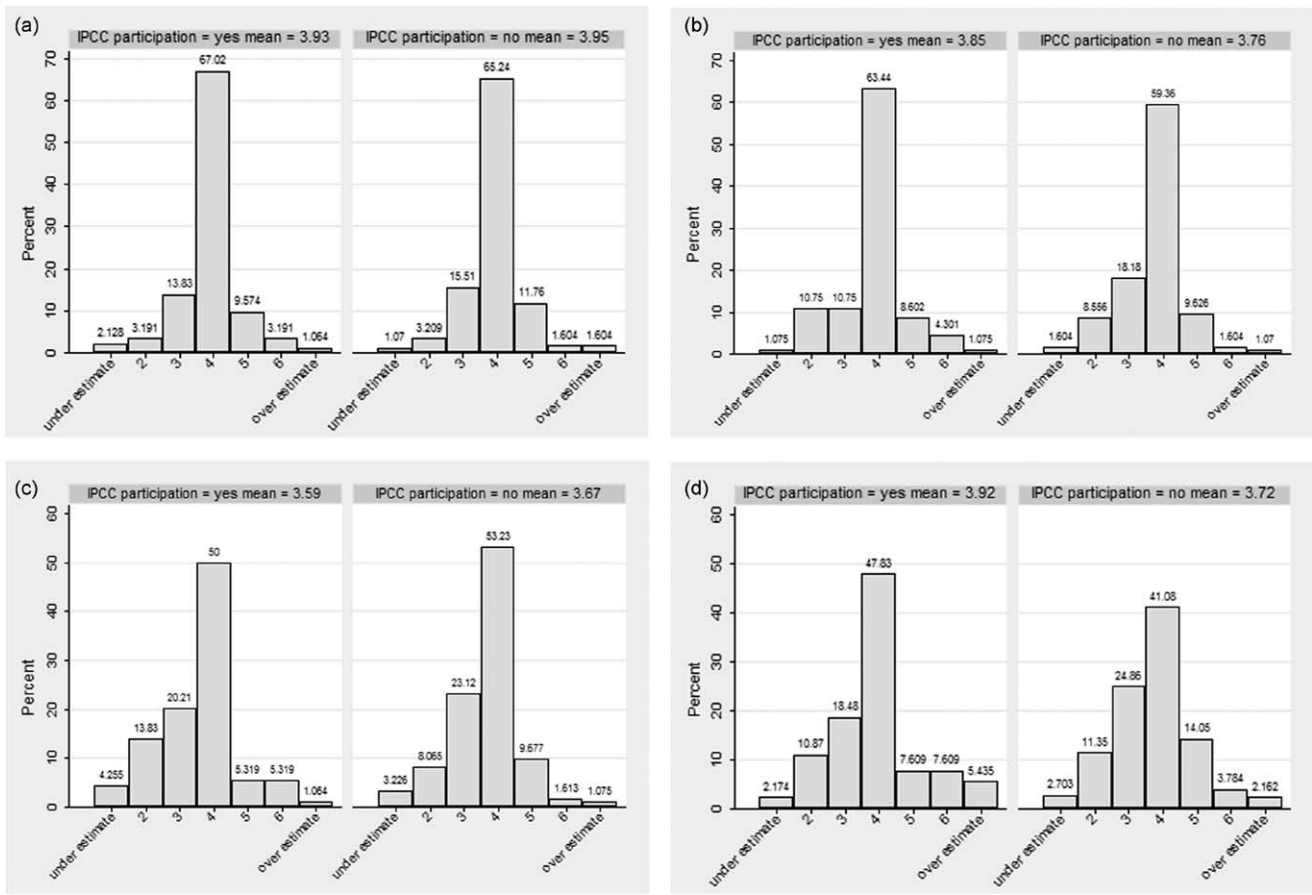 (a)
IPCC participation = yes mean = 3.93
IPCC participation = no mean = 3.95
Percent
0 10 20 30 40 50 60 70
2.128 3.191 13.83 67.02 9.574 3.191 1.064
1.07 3.209 15.51 65.24 11.76 1.604 1.604
under estimate 2 3 4 5 6 over estimate
under estimate 2 3 4 5 6 over estimate
(b)
IPCC participation = yes mean = 3.85
IPCC participation = no mean = 3.76
Percent
0 10 20 30 40 50 60 70
1.075 10.75 10.75 63.44 8.602 4.301 1.075
1.604 8.556 18.18 59.36 9.626 1.604 1.07
under estimate 2 3 4 5 6 over estimate
under estimate 2 3 4 5 6 over estimate
(c)
IPCC participation = yes mean = 3.59
IPCC participation = no mean = 3.67
Percent
0 10 20 30 40 50 60
4.255 13.83 20.21 50 5.319 5.319 1.064
3.226 8.065 23.12 53.23 9.677 1.613 1.075
under estimate 2 3 4 5 6 over estimate
under estimate 2 3 4 5 6 over estimate
(d)
IPCC participation = yes mean = 3.92
IPCC participation = no mean = 3.72
Percent
0 10 20 30 40 50 60
2.174 10.87 18.48 47.83 7.609 7.609 5.435
2.703 11.35 24.86 41.08 14.05 3.784 2.162
under estimate 2 3 4 5 6 over estimate
under estimate 2 3 4 5 6 over estimate